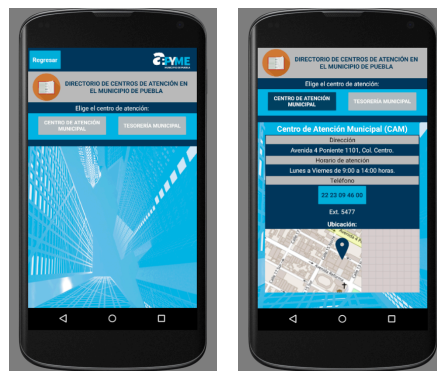 Regresar
aPyME
DIRECTORIO DE CENTROS DE ATENCIÓN EN
EL MUNICIPIO DE PUEBLA
Elige el centro de atención:
CENTRO DE ATENCIÓN
MUNICIPAL
TESORERÍA MUNICIPAL
DIRECTORIO DE CENTROS DE ATENCIÓN EN
EL MUNICIPIO DE PUEBLA
Elige el centro de atención:
CENTRO DE ATENCIÓN
MUNICIPAL
TESORERÍA MUNICIPAL
Centro de Atención Municipal (CAM)
Dirección
Avenida 4 Poniente 1101, Col. Centro.
Horario de atención
Lunes a Viernes de 9:00 a 14:00 horas.
Teléfono
22 23 09 46 00
Ext. 5477
Ubicación: